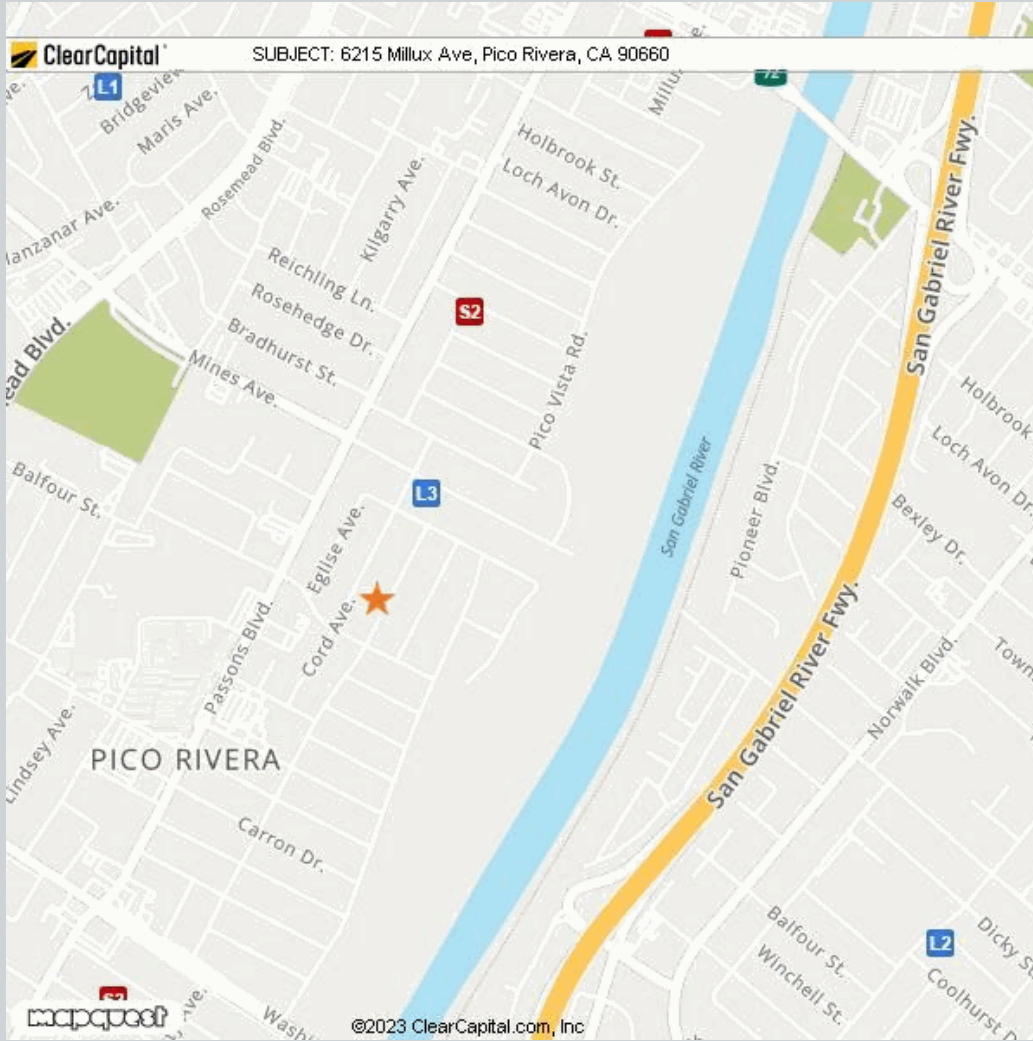 ClearCapital
SUBJECT: 6215 Millux Ave, Pico Rivera, CA 90660
L1
Bridgeview
Maris Ave.
Rosemead Blvd.
Kilgarry Ave.
Millux
72
Holbrook St.
Loch Avon Dr.
San Gabriel River Fwy.
Reichling Ln.
Rosehedge Dr.
Bradhurst St.
S2
Mines Ave.
Pico Vista Rd.
Holbrook
Loch Avon Dr.
Balfour St.
L3
San Gabriel River
Pioneer Blvd.
Bexley Dr.
Eglise Ave.
Cord Ave.
Passons Blvd.
San Gabriel River Fwy.
Norwalk Blvd.
Lindsey Ave.
PICO RIVERA
Carron Dr.
Balfour St.
Winchell St.
L2
Dicky
Coolhurst D
mapquest
Ave.
Wash
©2023 ClearCapital.com, Inc